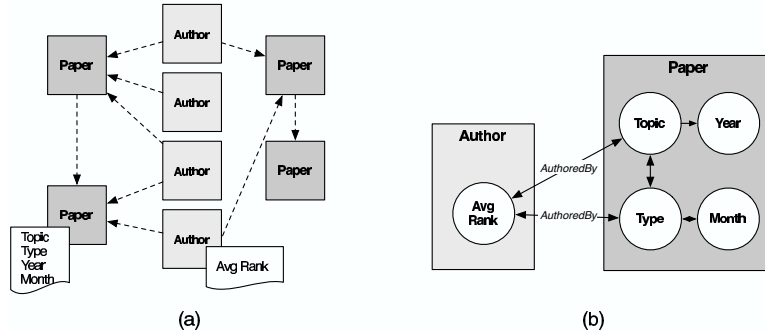 Author
Paper
Paper
Author
Author
Paper
Paper
Author
Topic
Type
Year
Month
Avg Rank
(a)
Paper
Author
Topic
Year
AuthoredBy
Avg
Rank
AuthoredBy
Type
Month
(b)